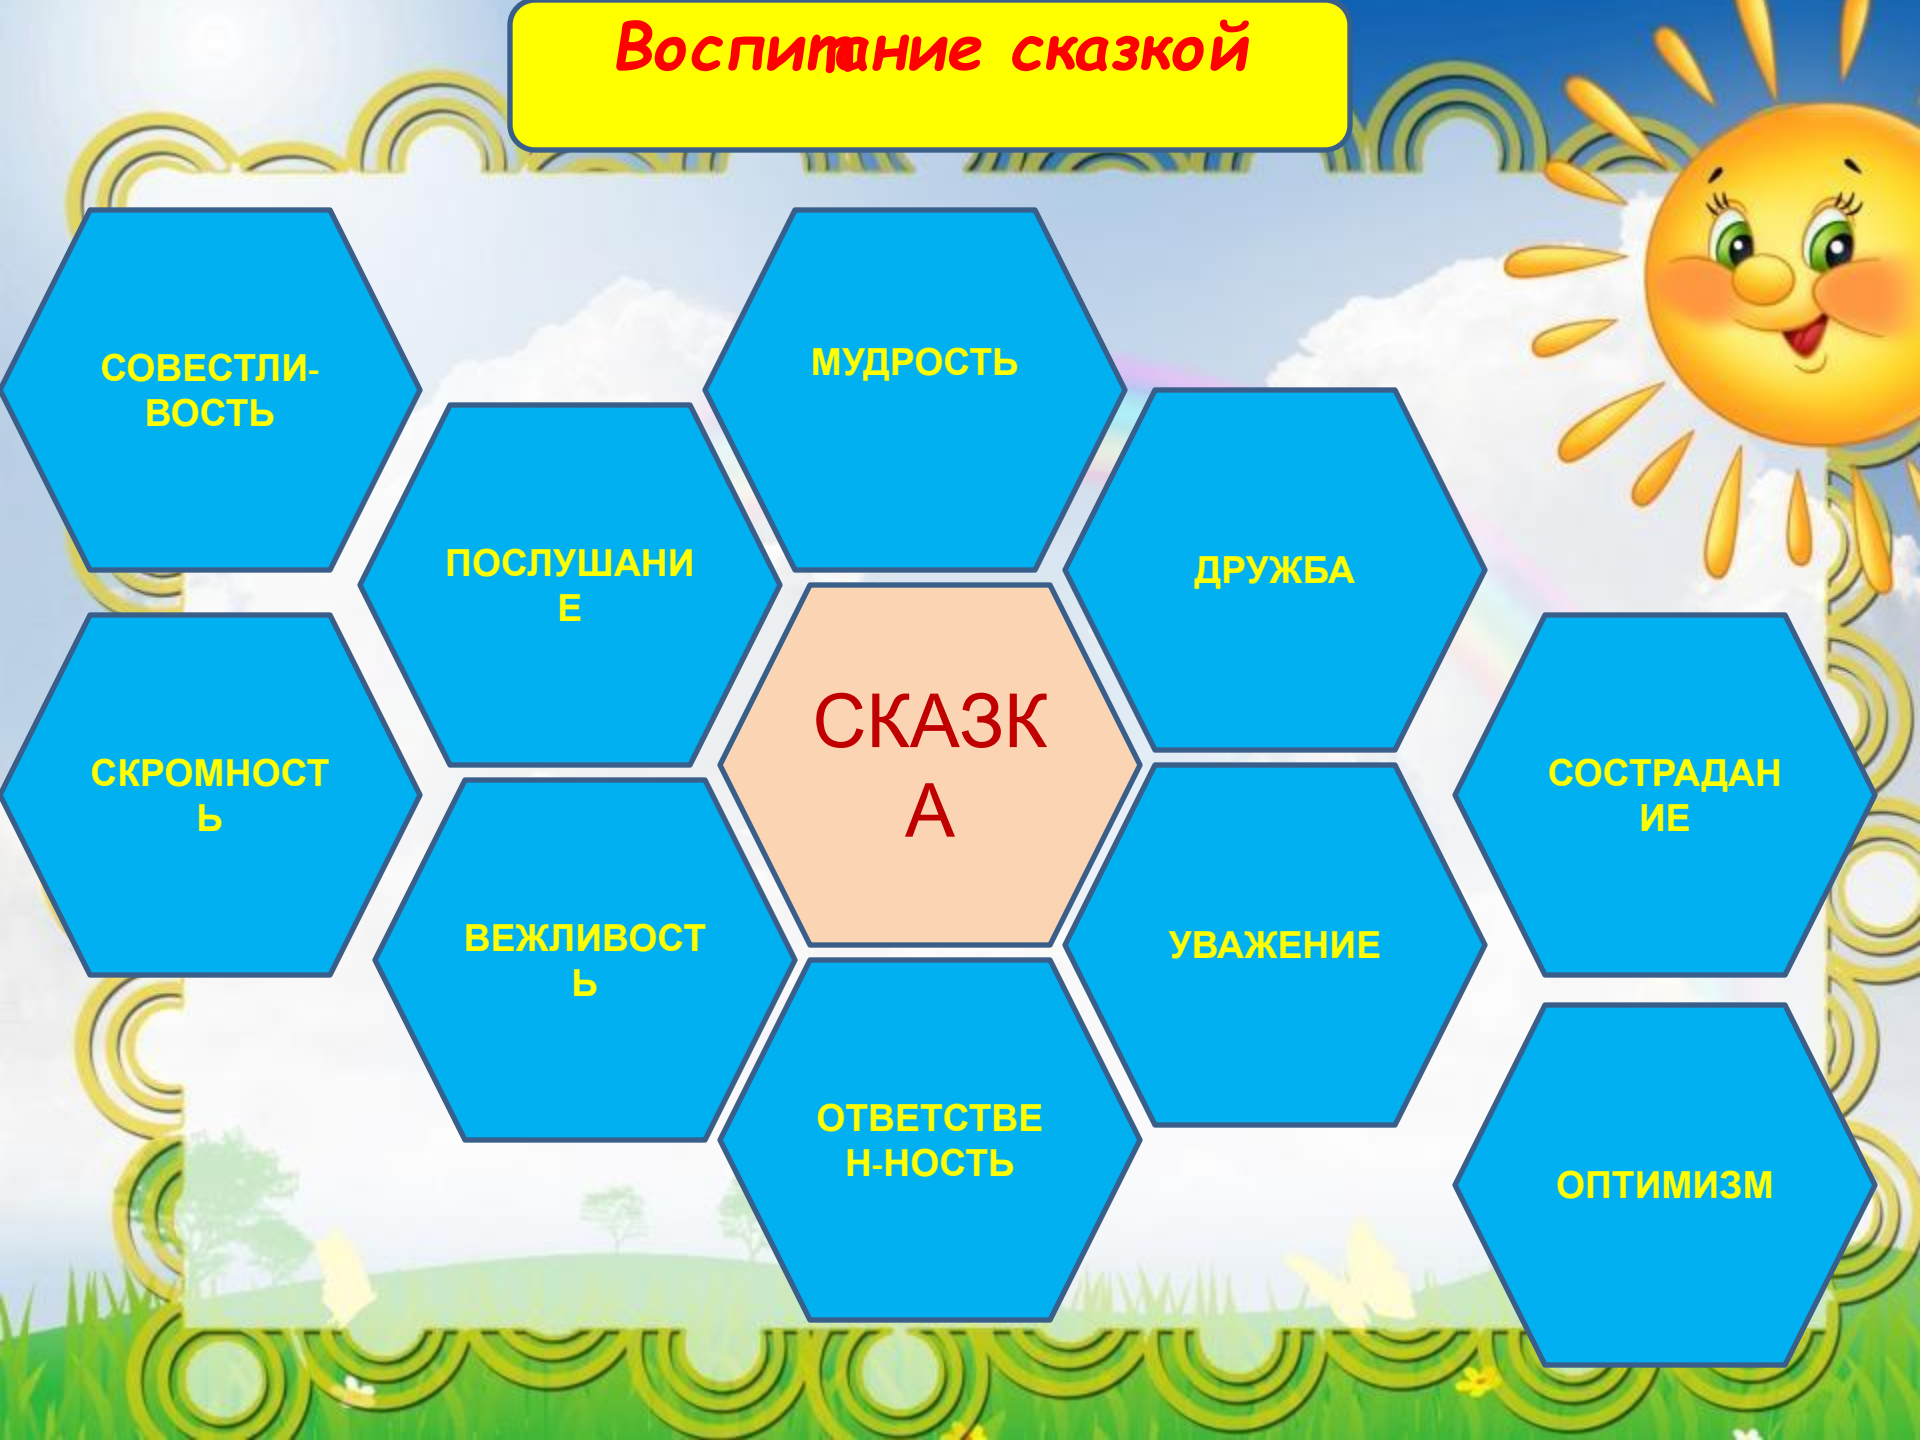 Воспитание сказкой
СОВЕСТЛИ-
ВОСТЬ
МУДРОСТЬ
ПОСЛУШАНИ
Е
ДРУЖБА
СКАЗК
А
СКРОМНОСТ
Ь
СОСТРАДАН
ИЕ
ВЕЖЛИВОСТ
Ь
УВАЖЕНИЕ
ОТВЕТСТВЕ
Н-НОСТЬ
ОПТИМИЗМ